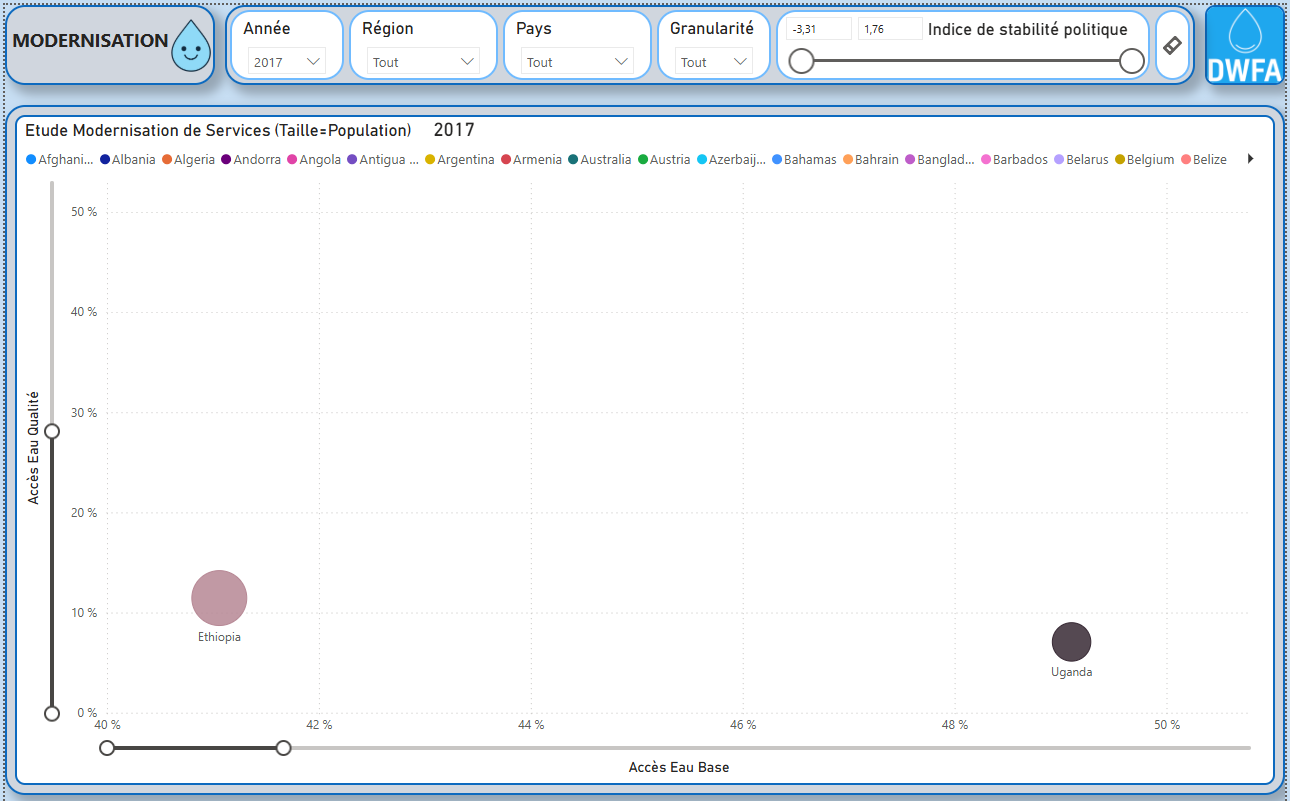 MODERNISATION
Année
2017
Région
Tout
Pays
Tout
Granularité
Tout
-3,31
1,76
Indice de stabilité politique
DWFA
Etude Modernisation de Services (Taille=Population) 2017
Afghani... Albania Algeria Andorra Angola Antigua ... Argentina Armenia Australia Austria Azerbaij... Bahamas Bahrain Banglad... Barbados Belarus Belgium Belize
Accès Eau Qualité
50 %
40 %
30 %
20 %
10 %
0 %
Ethiopia
Uganda
40 % 42 % 44 % 46 % 48 % 50 %
Accès Eau Base